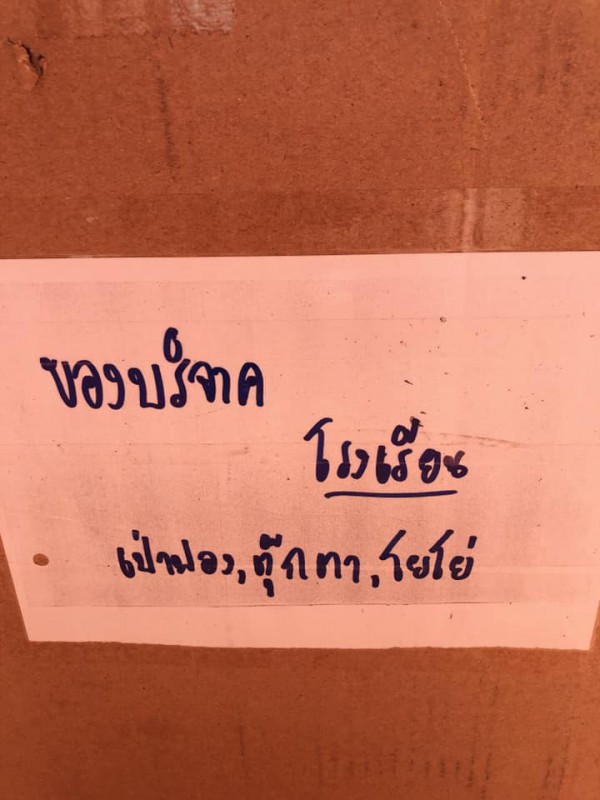 ของบริจาค
โรงเรียน
เป่าฟอง, ตุ๊กตา, โยโย่